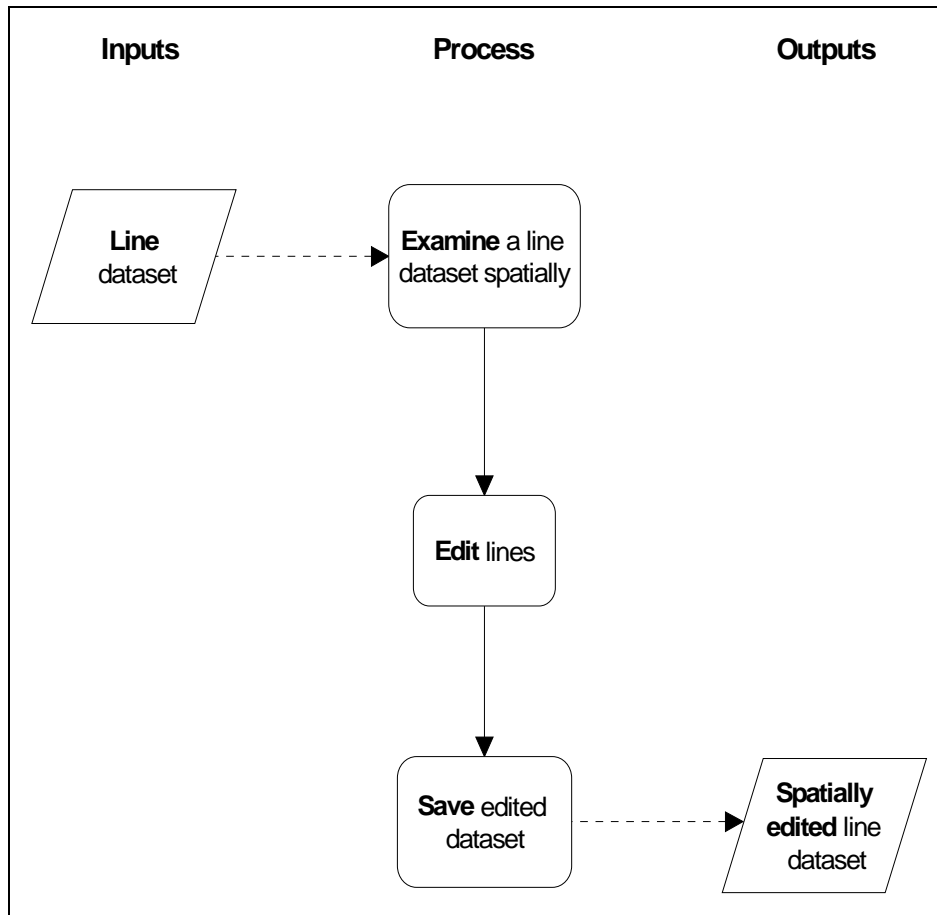 Inputs
Process
Outputs
Line
dataset
Examine a line
dataset spatially
Edit lines
Save edited
dataset
Spatially
edited line
dataset